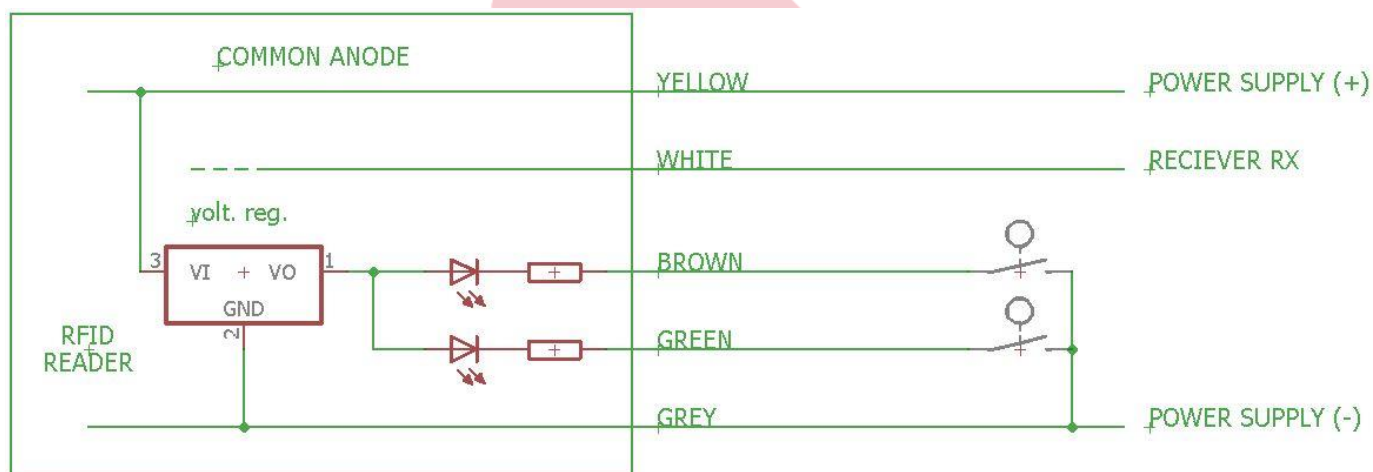 COMMON ANODE
YELLOW
POWER SUPPLY (+)
WHITE
RECIEVER RX
volt. reg.
3
VI
VO
1
BROWN
GND
2
RFID
READER
GREEN
GREY
POWER SUPPLY (-)